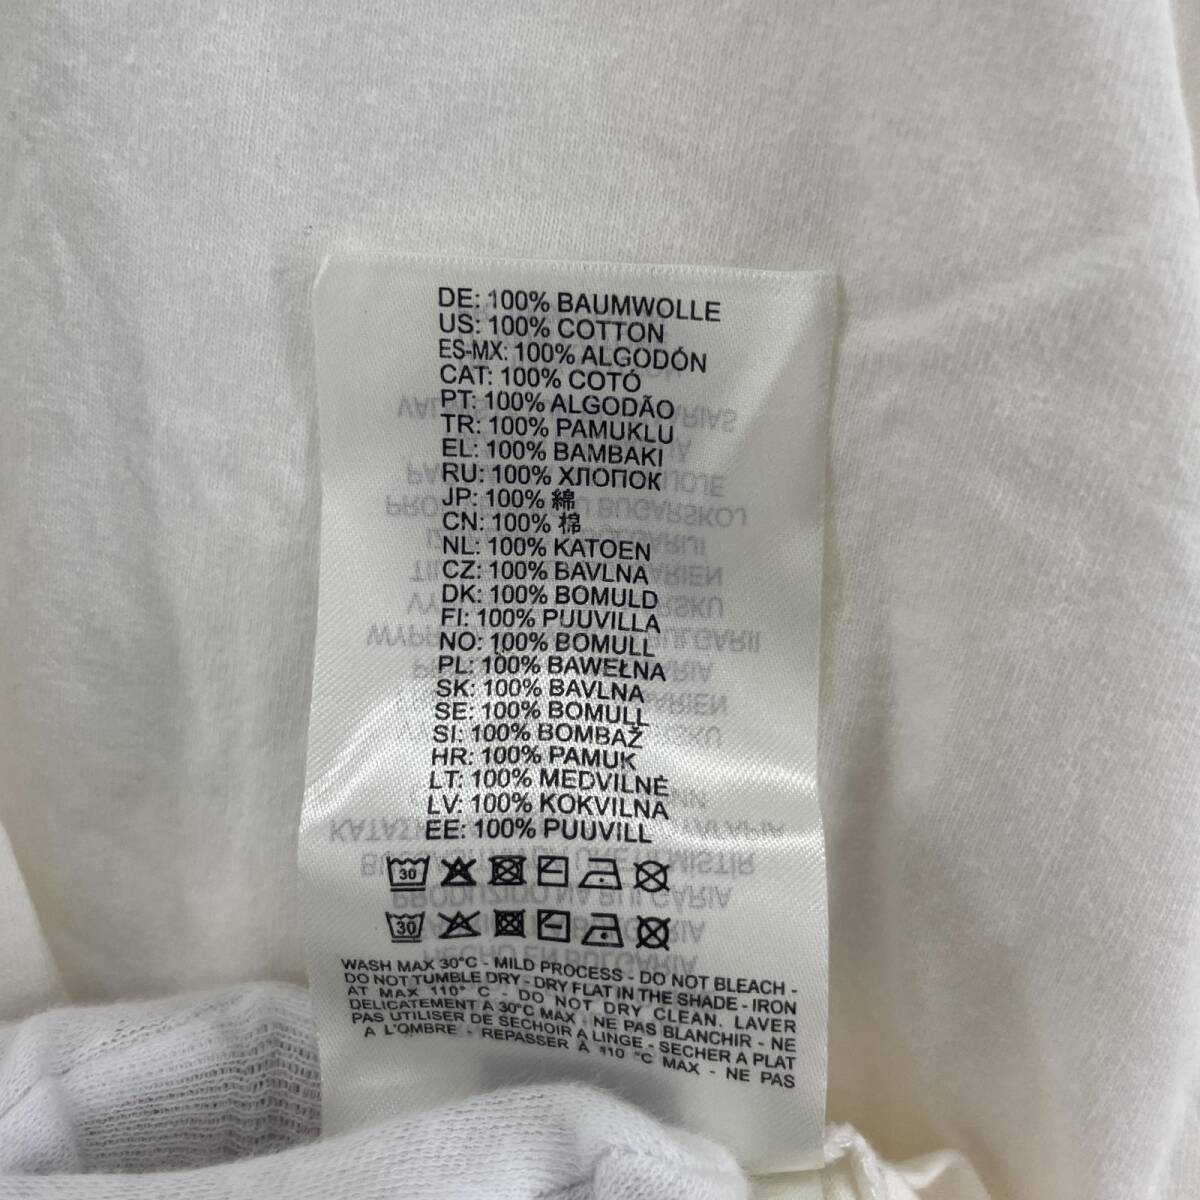 DE: 100% BAUMWOLLE
US: 100% COTTON
ES-MX: 100% ALGODÓN
CAT: 100% COTÓ
PT: 100% ALGODÃO
TR: 100% PAMUKLU
EL: 100% BAMBAKI
RU: 100% ХЛОПОК
JP: 100% 綿
CN: 100% 棉
NL: 100% KATOEN
CZ: 100% BAVLNA
DK: 100% BOMULD
FI: 100% PUUVILLA
NO: 100% BOMULL
PL: 100% BAWEŁNA
SK: 100% BAVLNA
SE: 100% BOMULL
SI: 100% BOMBAŽ
HR: 100% PAMUK
LT: 100% MEDVILNĖ
LV: 100% KOKVILNA
EE: 100% PUUVILL
30
30
WASH MAX 30°C - MILD PROCESS - DO NOT BLEACH -
DO NOT TUMBLE DRY - DRY FLAT IN THE SHADE - IRON
AT MAX 110° C - DO NOT DRY CLEAN. LAVER
DELICATEMENT A 30°C MAX - NE PAS BLANCHIR - NE
PAS UTILISER DE SECHOIR A LINGE - SECHER A PLAT
A L'OMBRE - REPASSER À 110 °C MAX - NE PAS